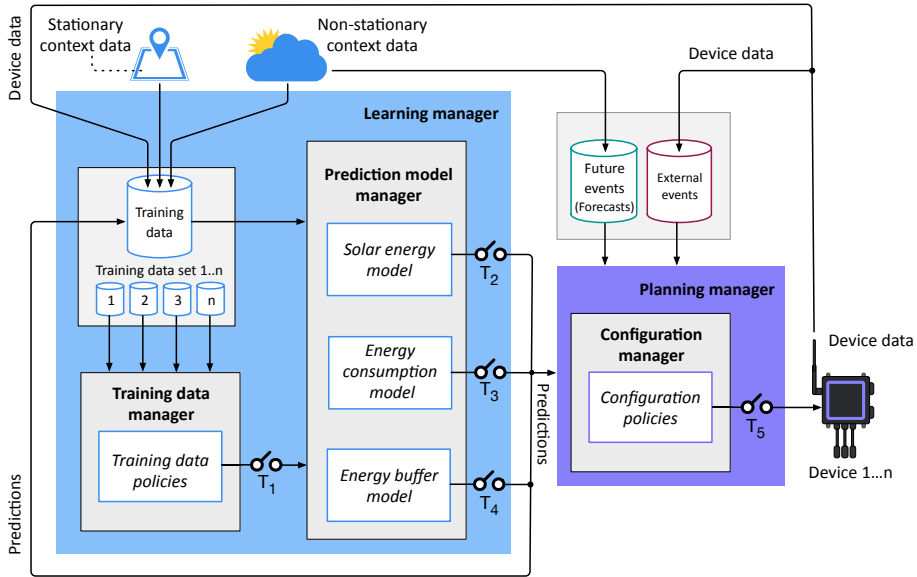 Device data
Stationary
context data
Non-stationary
context data
Device data
Learning manager
Training
data
Training data set 1..n
1
2
3
n
Training data
manager
Training data
policies
T1
Prediction model
manager
Solar energy
model
T2
Energy
consumption
model
T3
Energy buffer
model
T4
Predictions
Predictions
Future
events
(Forecasts)
External
events
Planning manager
Configuration
manager
Configuration
policies
T5
Device data
Device 1...n